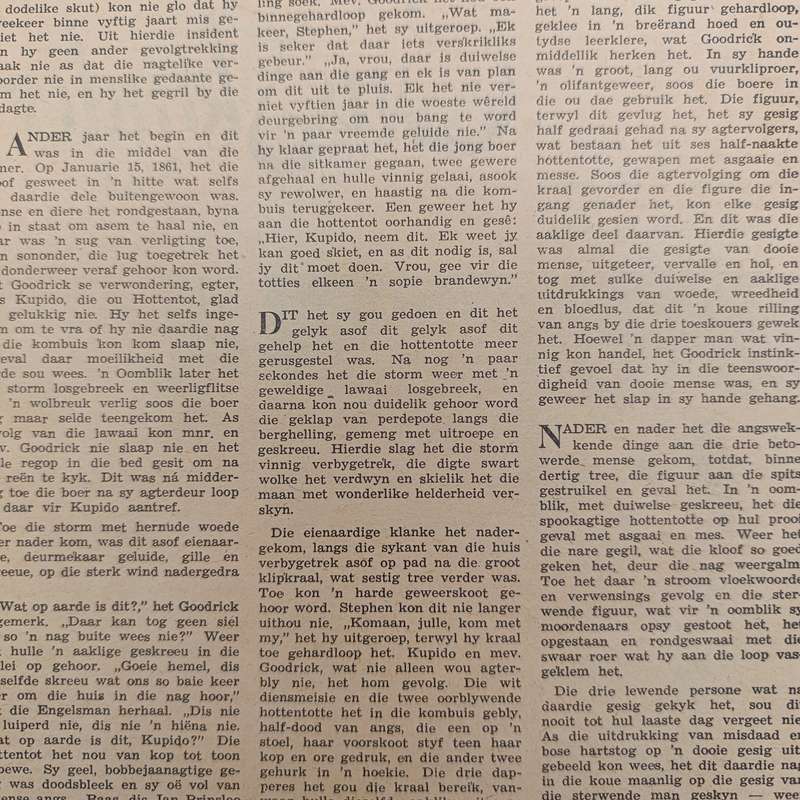 dodelike skut) kon nie glo dat hy
beekter binne vyftig jaart mis ge-
iet het nie. Uit hierdie insident
n hy geen ander gevolgtrekking
aak nie as dat die nagtelike ver-
oorder nie in menslike gedaante ge-
m het nie, en hy het gegril by die
dagte.
ANDER jaar het begin en dit
was in die middel van die
ner. Op Januarie 15, 1861, het die
oof gesweet in 'n hitte wat selfs
daardie dele buitengewoon was.
nse en diere het rondgestaan, byna
in staat om asem te haal nie, en
ar was 'n sug van verligting toe,
n sononder, die lug toegetrek het
donderweer veraf gehoor kon word.
t Goodrick se verwondering, egter,
s Kupido, die ou Hottentot, glad
gelukkig nie. Hy het selfs inge-
n om te vra of hy nie daardie nag
die kombuis kon kom slaap nie,
eval daar moeilikheid met die
rde sou wees. 'n Oomblik later het
storm losgebreek en weerligflitse
'n wolbreuk verlig soos die boer
g maar selde teengekom het. As
volg van die lawaai kon mnr. en
v. Goodrick nie slaap nie en het
lle regop in die bed gesit om na
reën te kyk. Dit was ná midder-
g toe die boer na sy agterdeur loop
daar vir Kupido aantref.
Toe die storm met hernude woede
er nader kom, was dit asof eienaar-
e, deurmekaar geluide, gille en
reeue, op die sterk wind nadergedra
Wat op aarde is dit?," het Goodrick
gemerk. „Daar kan tog geen siel
so 'n nag buite wees nie?" Weer
hulle 'n aaklige geskreeu in die
lei op gehoor. „Goeie hemel, dis
selfde skreeu wat ons so baie keer
er om die huis in die nag hoor,"
die Engelsman herhaal. „Dis nie
luiperd nie, dis nie 'n hiëna nie.
at op aarde is dit, Kupido?" Die
ttentot het nou van kop tot toon
bewe. Sy geel, bobbejaanagtige ge-
was doodsbleek en sy oë vol van
ense angs. „Baas die Jan Prinsloo
ling soek. Mev. Goodrick het nou
binnegehardloop gekom. „Wat ma-
keer, Stephen," het sy uitgeroep. „Ek
is seker dat daar iets verskrikliks
gebeur." „Ja, vrou, daar is duiwelse
dinge aan die gang en ek is van plan
om dit uit te pluis. Ek het nie ver-
niet vyftien jaar in die woeste wêreld
deurgebring om nou bang te word
vir 'n paar vreemde geluide nie." Na
hy klaar gepraat het, het die jong boer
na die sitkamer gegaan, twee gewere
afgehaal en hulle vinnig gelaai, asook
sy rewolwer, en haastig na die kom-
buis teruggekeer. Een geweer het hy
aan die hottentot oorhandig en gesê:
„Hier, Kupido, neem dit. Ek weet jy
kan goed skiet, en as dit nodig is, sal
jy dit moet doen. Vrou, gee vir die
totties elkeen 'n sopie brandewyn."
DIT het sy gou gedoen en dit het
gelyk asof dit gelyk asof dit
gehelp het en die hottentotte meer
gerusgestel was. Na nog 'n paar
sekondes het die storm weer met 'n
geweldige lawaai losgebreek, en
daarna kon nou duidelik gehoor word
die geklap van perdepote langs die
berghelling, gemeng met uitroepe en
geskreeu. Hierdie slag het die storm
vinnig verbygetrek, die digte swart
wolke het verdwyn en skielik het die
maan met wonderlike helderheid ver-
skyn.
Die eienaardige klanke het nader-
gekom, langs die sykant van die huis
verbygetrek asof op pad na die groot
klipkraal, wat sestig tree verder was.
Toe kon 'n harde geweerskoot ge-
hoor word. Stephen kon dit nie langer
uithou nie. „Komaan, julle, kom met
my," het hy uitgeroep, terwyl hy kraal
toe gehardloop het. Kupido en mev.
Goodrick, wat nie alleen wou agter-
bly nie, het hom gevolg. Die wit
diensmeisie en die twee oorblywende
hottentotte het in die kombuis gebly,
half-dood van angs, die een op 'n
stoel, haar voorskoot styf teen haar
kop en ore gedruk, en die ander twee
gehurk in 'n hoekie. Die drie dap-
peres het gou die kraal bereik, van-
het 'n lang, dik figuur gehardloop,
geklee in 'n breërand hoed en ou-
tydse leerklere, wat Goodrick on-
middellik herken het. In sy hande
was 'n groot, lang ou vuurkliproer,
'n olifantgeweer, soos die boere in
die ou dae gebruik het. Die figuur,
terwyl dit gevlug het, het sy gesig
half gedraai gehad na sy agtervolgers,
wat bestaan het uit ses half-naakte
hottentotte, gewapen met asgaaie en
messe. Soos die agtervolging om die
kraal gevorder en die figure die in-
gang genader het, kon elke gesig
duidelik gesien word. En dit was die
aaklige deel daarvan. Hierdie gesigte
was almal die gesigte van dooie
mense, uitgeteer, vervalle en hol, en
tog met sulke duiwelse en aaklige
uitdrukkings van woede, wreedheid
en bloedlus, dat dit 'n koue rilling
van angs by die drie toeskouers gewek
het. Hoewel 'n dapper man wat vin-
nig kon handel, het Goodrick instink-
tief gevoel dat hy in die teenswoor-
digheid van dooie mense was, en sy
geweer het slap in sy hande gehang.
NADER en nader het die angswek-
kende dinge aan die drie beto-
werde mense gekom, totdat, binne
dertig tree, die figuur aan die spits
gestruikel en geval het. In 'n oom-
blik, met duiwelse geskreeu, het die
spookagtige hottentotte op hul prooi
geval met asgaai en mes. Weer het
die nare gegil, wat die kloof so goed
geken het, deur die nag weergalm
Toe het daar 'n stroom vloekwoorde
en verwensings gevolg en die ster-
wende figuur, wat vir 'n oomblik sy
moordenaars opsy gestoot het, het
opgestaan en rondgeswaai met die
swaar roer wat hy aan die loop vas-
geklem het.
Die drie lewende persone wat na
daardie gesig gekyk het, sou di
nooit tot hul laaste dag vergeet nie
As die uitdrukking van misdaad en
bose hartstog op 'n dooie gesig uit
gebeeld kon wees, het dit daardie nag
in die koue maanlig op die gesig van
die sterwende man geskyn — wee